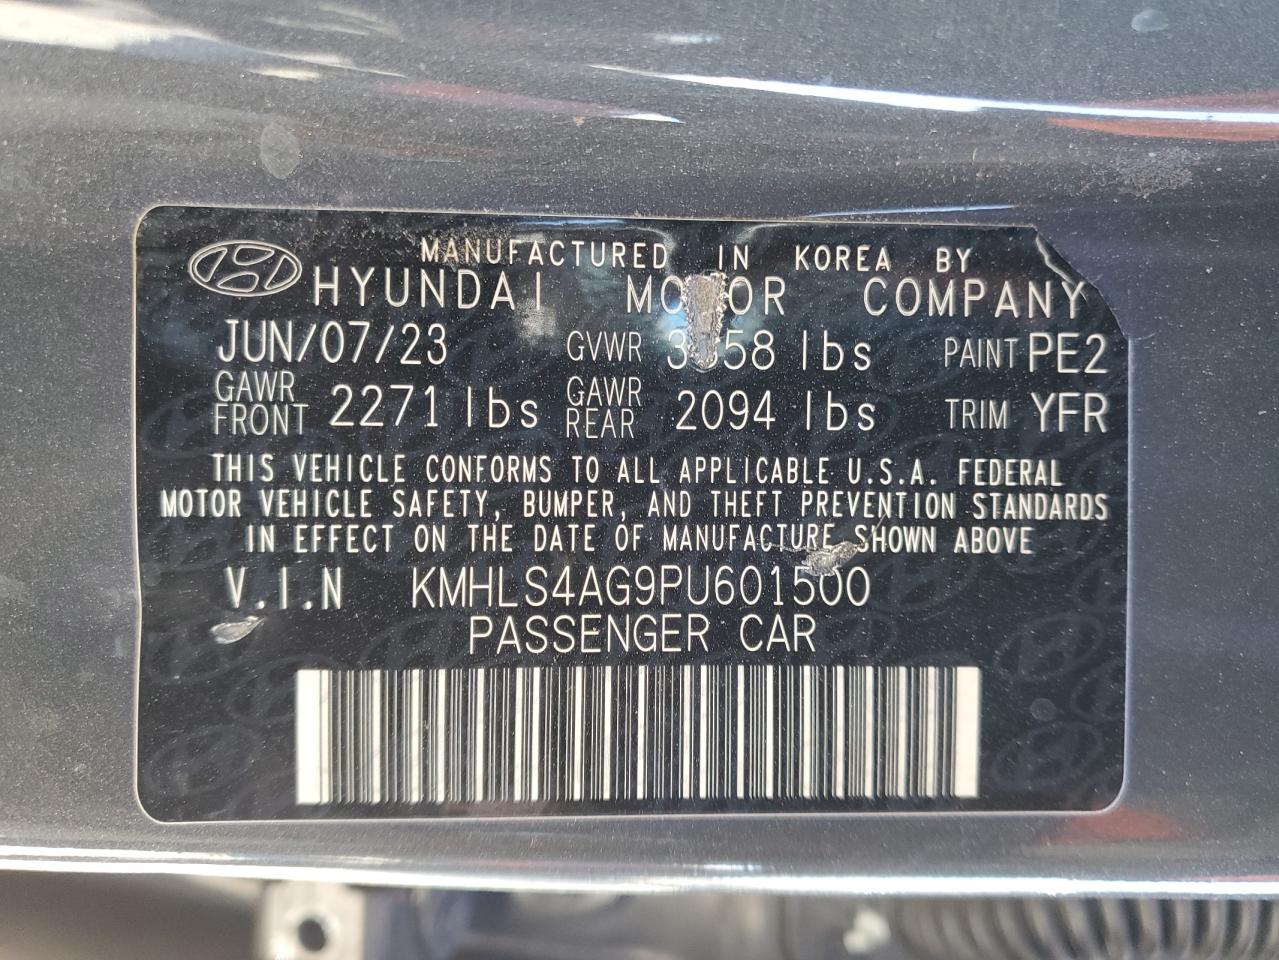 MANUFACTURED IN KOREA BY
HYUNDAI COMPANY
JUN/07/23 GVWR lbs PAINT PE2
GAWR FRONT 2271 lbs GAWR REAR 2094 lbs TRIM YFR
THIS VEHICLE CONFORMS TO ALL APPLICABLE U.S.A. FEDERAL
MOTOR VEHICLE SAFETY, BUMPER, AND THEFT PREVENTION STANDARDS
IN EFFECT ON THE DATE OF MANUFACTURE SHOWN ABOVE
V.I.N KMHLS4AG9PU601500
PASSENGER CAR